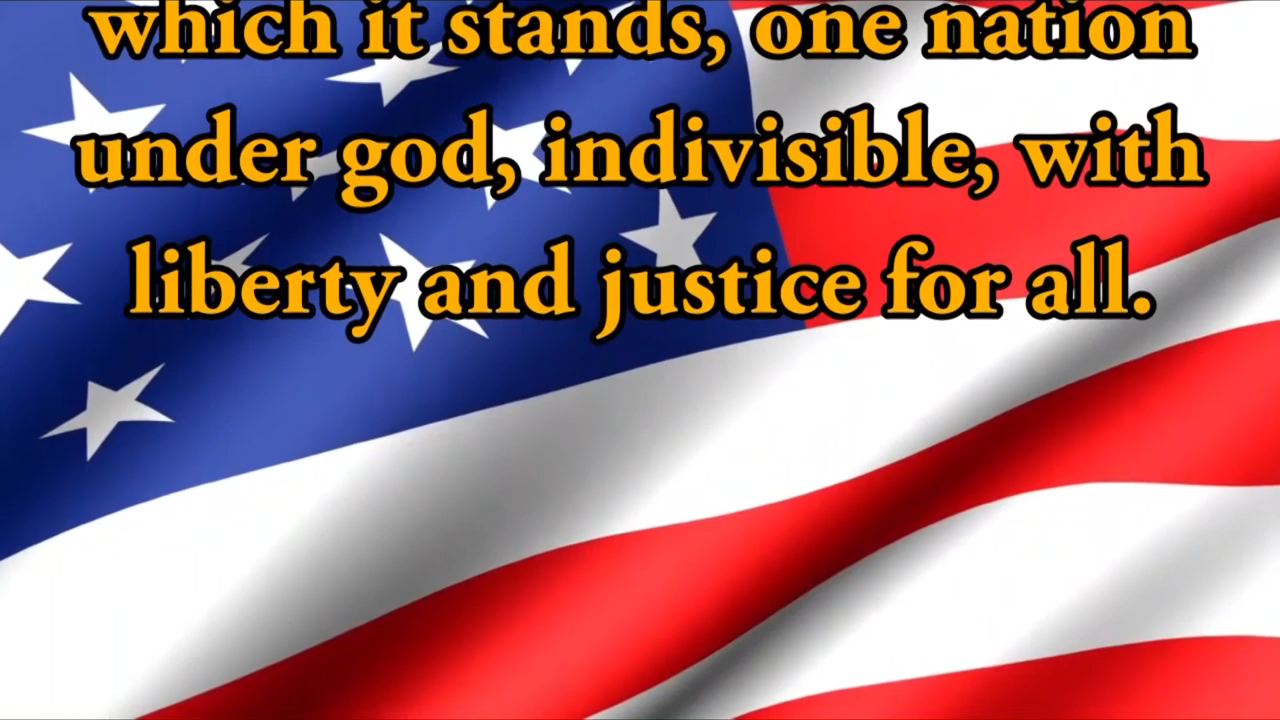 which it stands, one nation
under god, indivisible, with
liberty and justice for all.